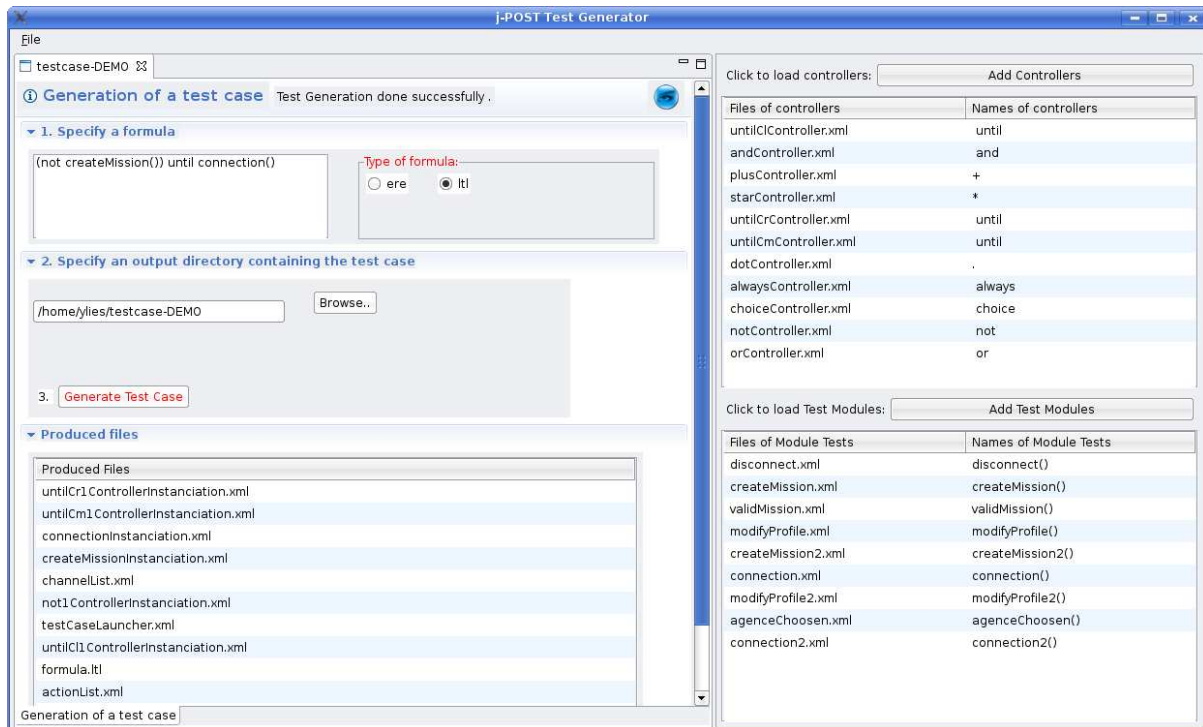 j-POST Test Generator
File
testcase-DEMO
Generation of a test case Test Generation done successfully .
1. Specify a formula
(not createMission()) until connection()
Type of formula:
ere ltl
2. Specify an output directory containing the test case
/home/ylies/testcase-DEMO
Browse..
3. Generate Test Case
Produced files
Produced Files
untilCr1ControllerInstanciation.xml
untilCm1ControllerInstanciation.xml
connectionInstanciation.xml
createMissionInstanciation.xml
channelList.xml
not1ControllerInstanciation.xml
testCaseLauncher.xml
untilCl1ControllerInstanciation.xml
formula.ltl
actionList.xml
Generation of a test case
Click to load controllers: Add Controllers
Files of controllers Names of controllers
untilClController.xml until
andController.xml and
plusController.xml +
starController.xml *
untilCrController.xml until
untilCmController.xml until
dotController.xml .
alwaysController.xml always
choiceController.xml choice
notController.xml not
orController.xml or
Click to load Test Modules: Add Test Modules
Files of Module Tests Names of Module Tests
disconnect.xml disconnect()
createMission.xml createMission()
validMission.xml validMission()
modifyProfile.xml modifyProfile()
createMission2.xml createMission2()
connection.xml connection()
modifyProfile2.xml modifyProfile2()
agenceChoosen.xml agenceChoosen()
connection2.xml connection2()